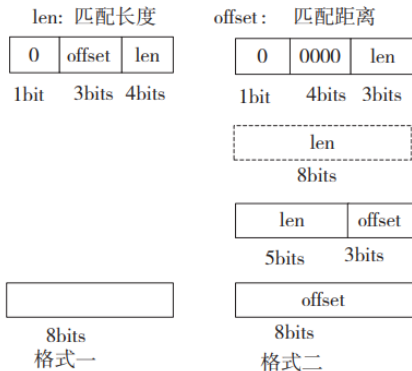 len: 匹配长度 offset: 匹配距离
0 offset len 0 0000 len
1bit 3bits 4bits 1bit 4bits 3bits
len
8bits
len offset
5bits 3bits
offset
8bits 8bits
格式一 格式二